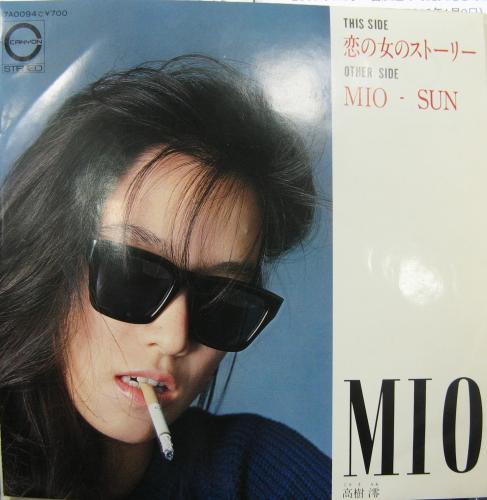 7A0094 C ¥700
CANYON
STEREO
THIS SIDE
恋の女のストーリー
OTHER SIDE
MIO - SUN
MIO
高樹 澪